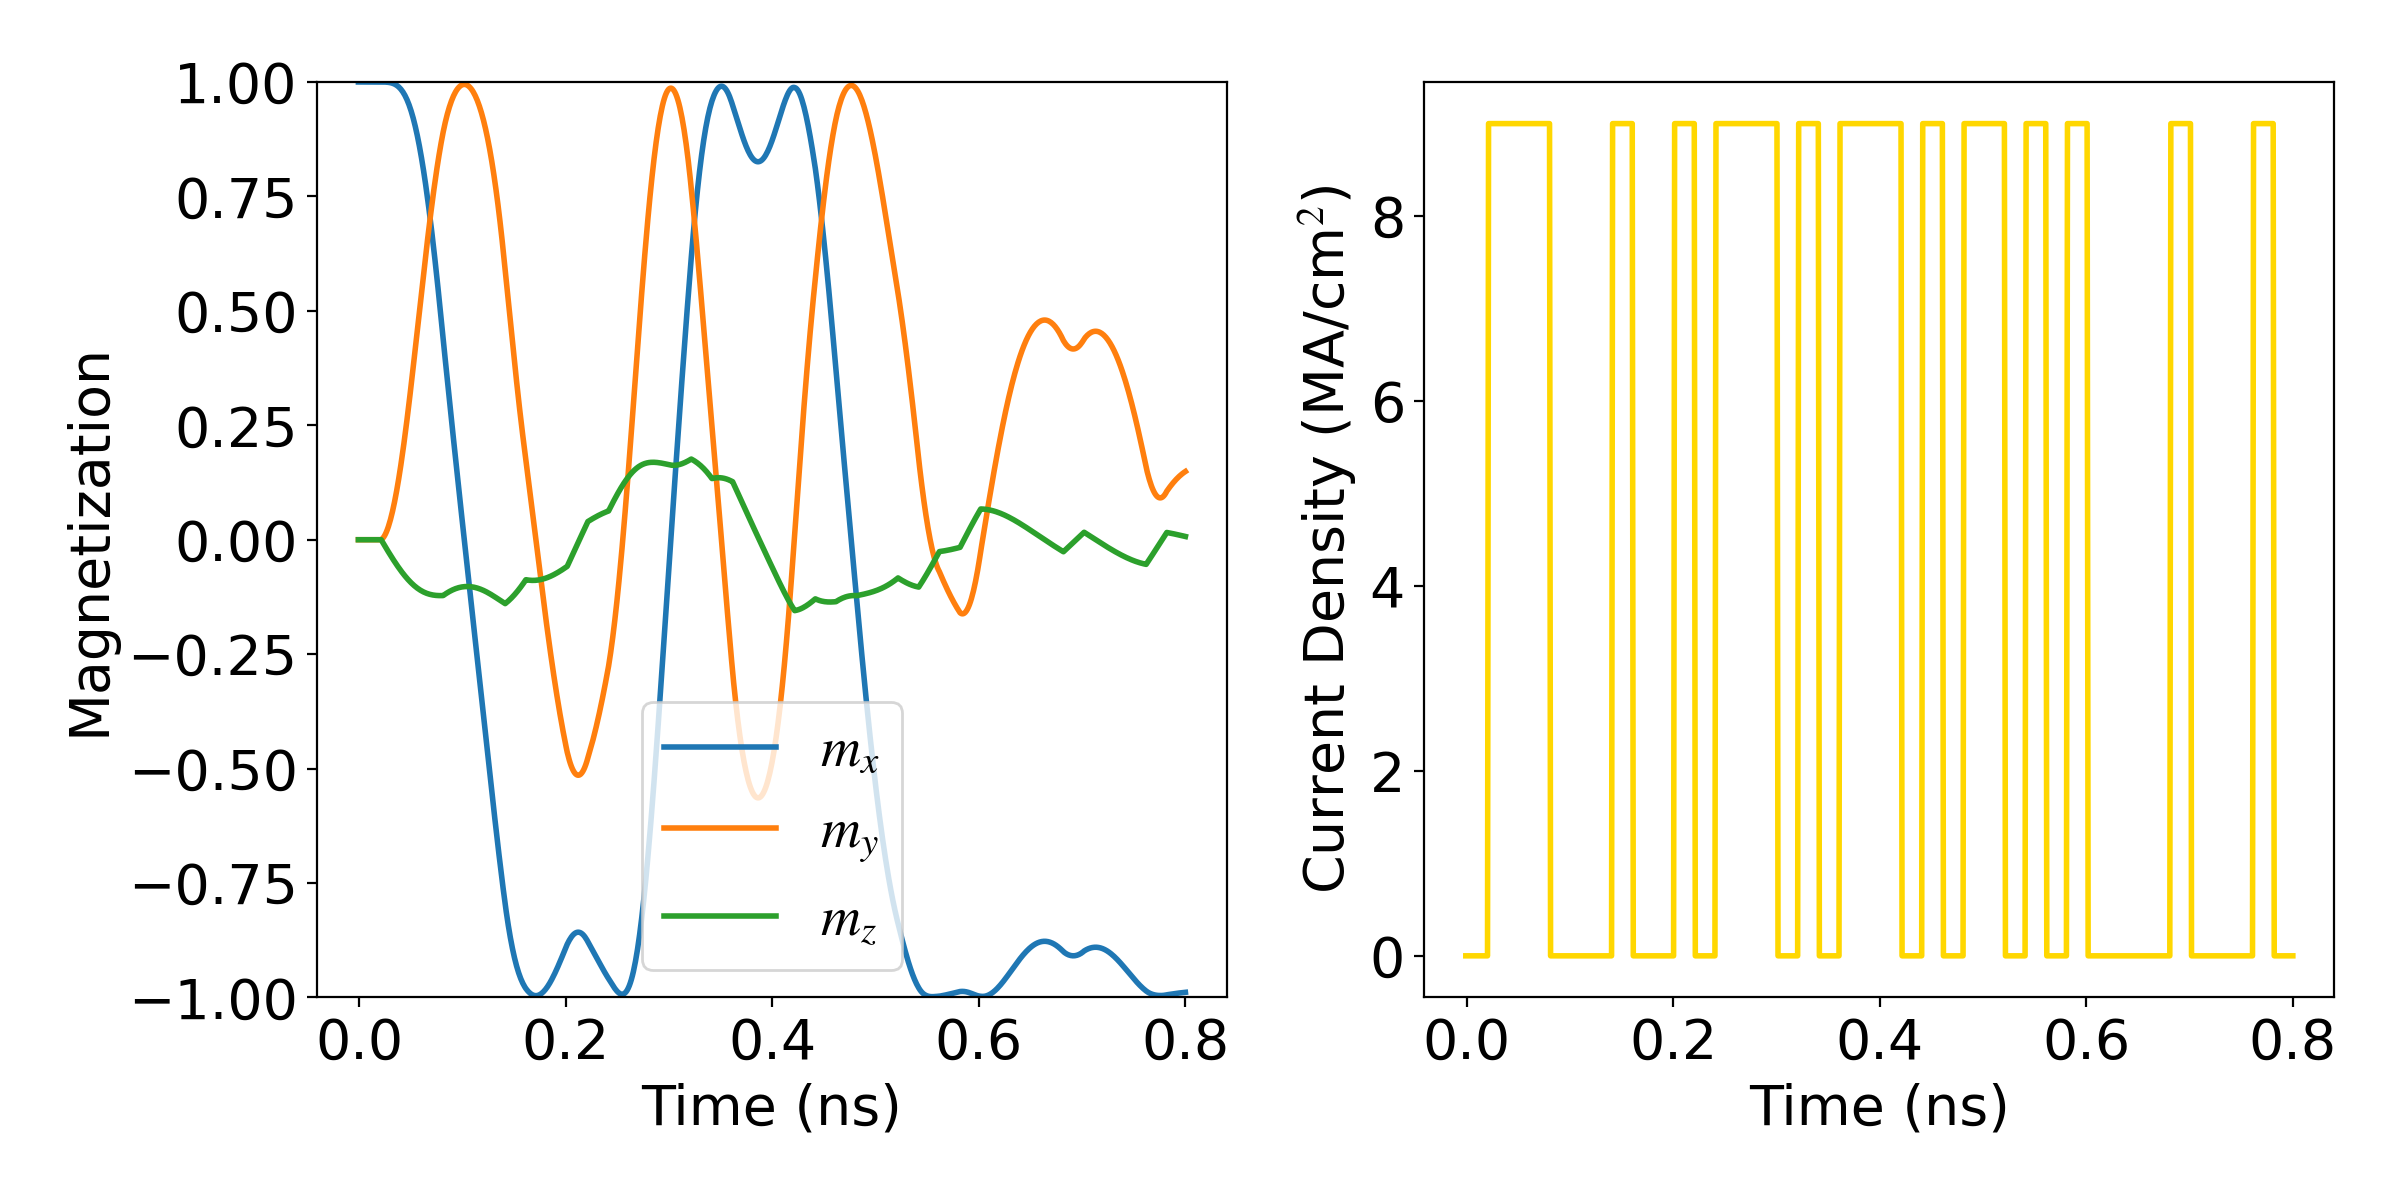 1.00
0.75
0.50
0.25
0.00
−0.25
−0.50
−0.75
−1.00
Magnetization
0.0 0.2 0.4 0.6 0.8
Time (ns)
mₓ
m_y
m_z
8
6
4
2
0
Current Density (MA/cm²)
0.0 0.2 0.4 0.6 0.8
Time (ns)